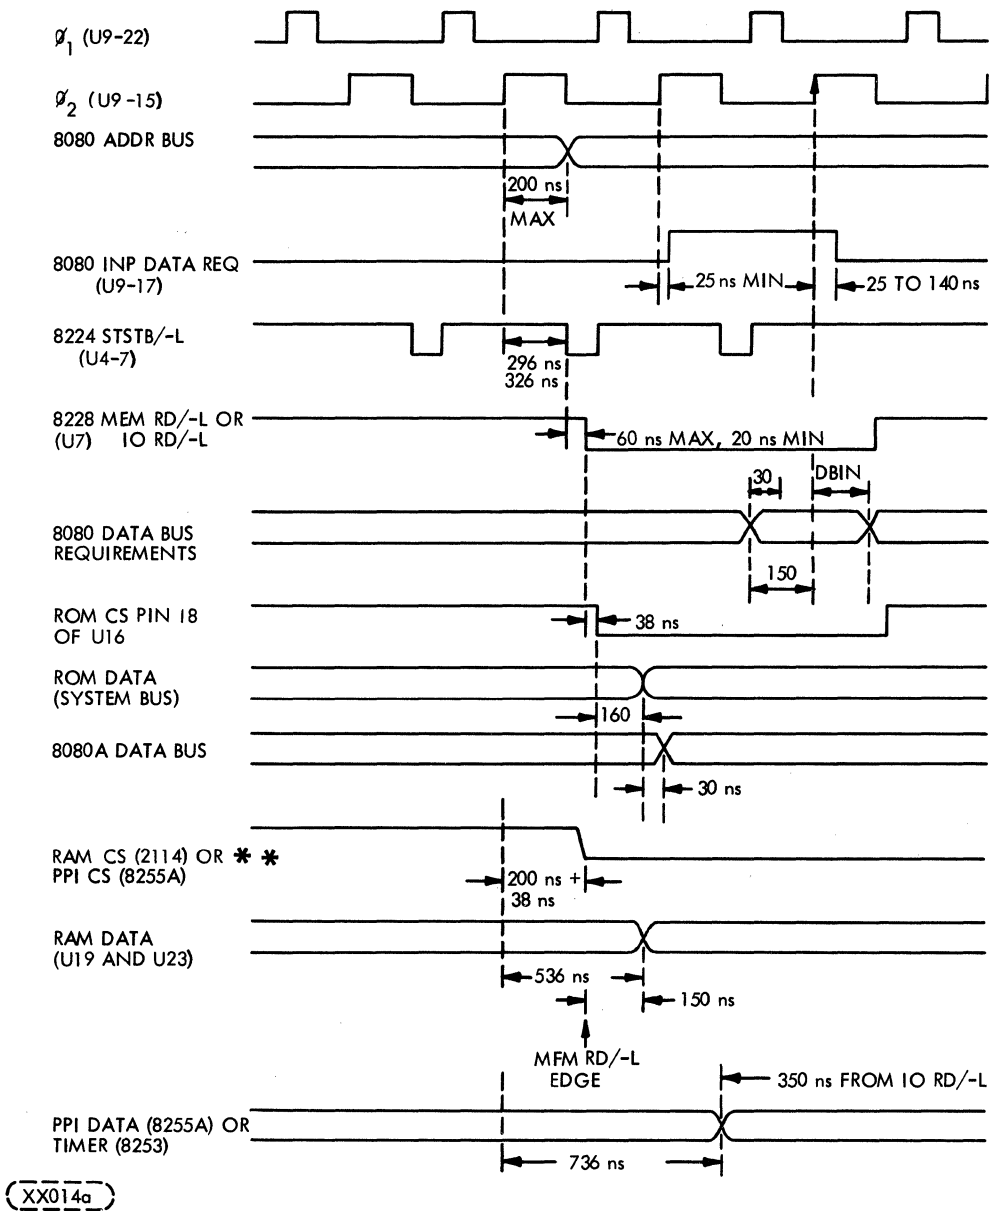 Ø1 (U9-22)
Ø2 (U9-15)
8080 ADDR BUS
200 ns
MAX
8080 INP DATA REQ
(U9-17)
25 ns MIN
25 TO 140 ns
8224 STSTB/-L
(U4-7)
296 ns
326 ns
8228 MEM RD/-L OR
(U7) IO RD/-L
60 ns MAX, 20 ns MIN
30
DBIN
8080 DATA BUS
REQUIREMENTS
150
ROM CS PIN 18
OF U16
38 ns
ROM DATA
(SYSTEM BUS)
160
8080A DATA BUS
30 ns
RAM CS (2114) OR * *
PPI CS (8255A)
200 ns +
38 ns
RAM DATA
(U19 AND U23)
536 ns
150 ns
MFM RD/-L
EDGE
350 ns FROM IO RD/-L
PPI DATA (8255A) OR
TIMER (8253)
736 ns
XX014a